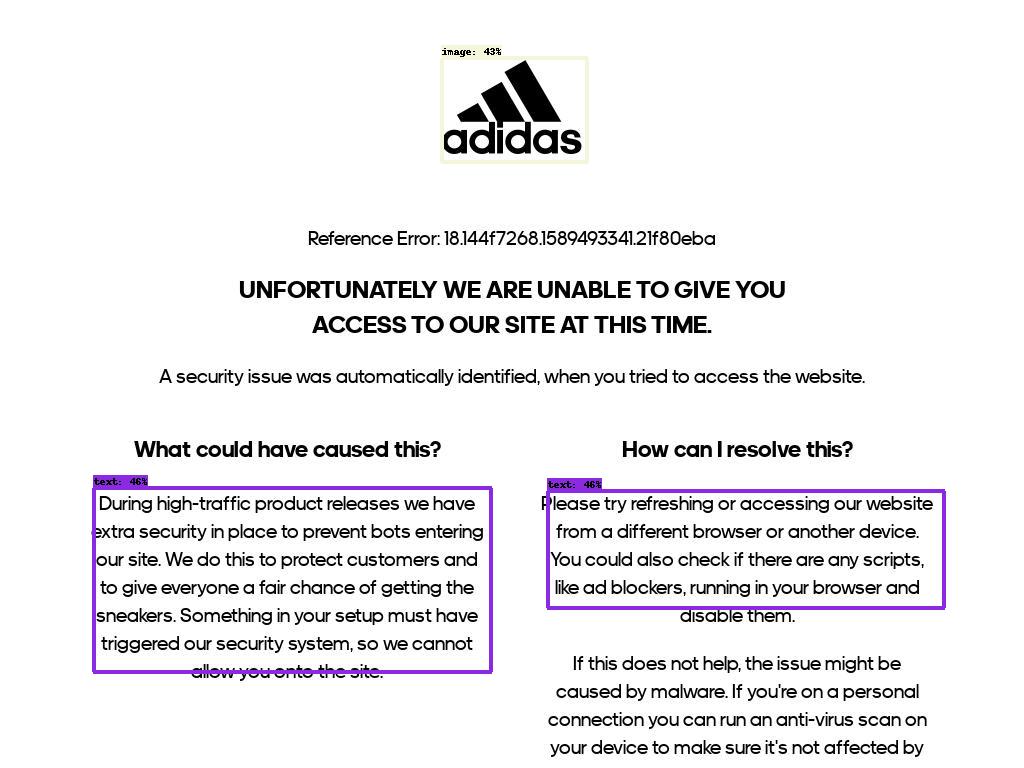 image: 43%
adidas
Reference Error: 18.144f7268.1589493341.21f80eba
UNFORTUNATELY WE ARE UNABLE TO GIVE YOU
ACCESS TO OUR SITE AT THIS TIME.
A security issue was automatically identified, when you tried to access the website.
What could have caused this?
text: 46%
During high-traffic product releases we have
extra security in place to prevent bots entering
our site. We do this to protect customers and
to give everyone a fair chance of getting the
sneakers. Something in your setup must have
triggered our security system, so we cannot
allow you onto the site.
How can I resolve this?
text: 46%
Please try refreshing or accessing our website
from a different browser or another device.
You could also check if there are any scripts,
like ad blockers, running in your browser and
disable them.
If this does not help, the issue might be
caused by malware. If you're on a personal
connection you can run an anti-virus scan on
your device to make sure it's not affected by